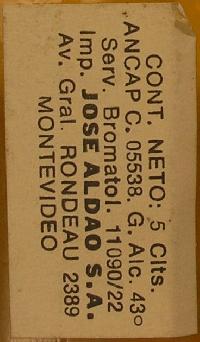 CONT. NETO: 5 Clts.
ANCAP C. 05538. G. Alc. 43º
Serv. Bromatol. 11090/22
Imp. JOSE ALDAO S.A.
Av. Gral. RONDEAU 2389
MONTEVIDEO